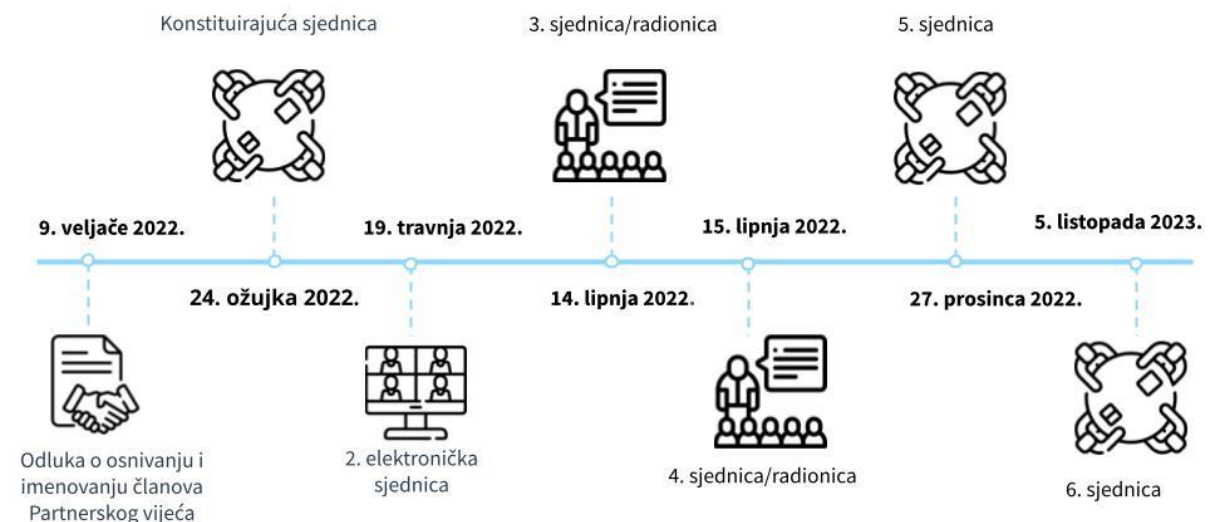 Konstituirajuća sjednica
3. sjednica/radionica
5. sjednica
9. veljače 2022.
19. travnja 2022.
15. lipnja 2022.
5. listopada 2023.
24. ožujka 2022.
14. lipnja 2022.
27. prosinca 2022.
Odluka o osnivanju i
imenovanju članova
Partnerskog vijeća
2. elektronička
sjednica
4. sjednica/radionica
6. sjednica